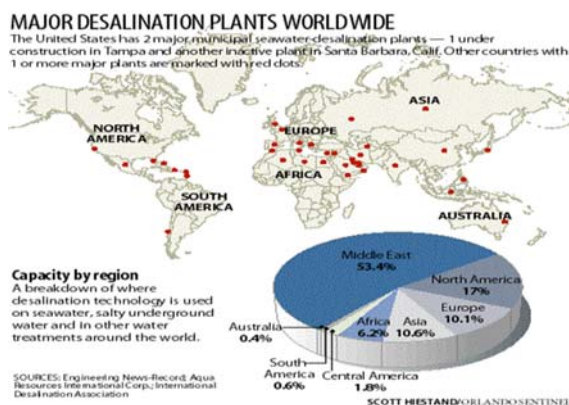 MAJOR DESALINATION PLANTS WORLDWIDE
The United States has 2 major municipal seawater-desalination plants — 1 under
construction in Tampa and another inactive plant in Santa Barbara, Calif. Other countries with
1 or more major plants are marked with red dots.
ASIA
NORTH
AMERICA
EUROPE
AFRICA
SOUTH
AMERICA
AUSTRALIA
Capacity by region
A breakdown of where
desalination technology is used
on seawater, salty underground
water and in other water
treatments around the world.
Middle East
53.4%
North America
17%
Europe
10.1%
Asia
10.6%
Africa
6.2%
Australia
0.4%
South
America
0.6%
Central America
1.8%
SOURCES: Engineering News-Record; Aqua
Resources International Corp.; International
Desalination Association
SCOTT HIESTAND/ORLANDO SENTINEL